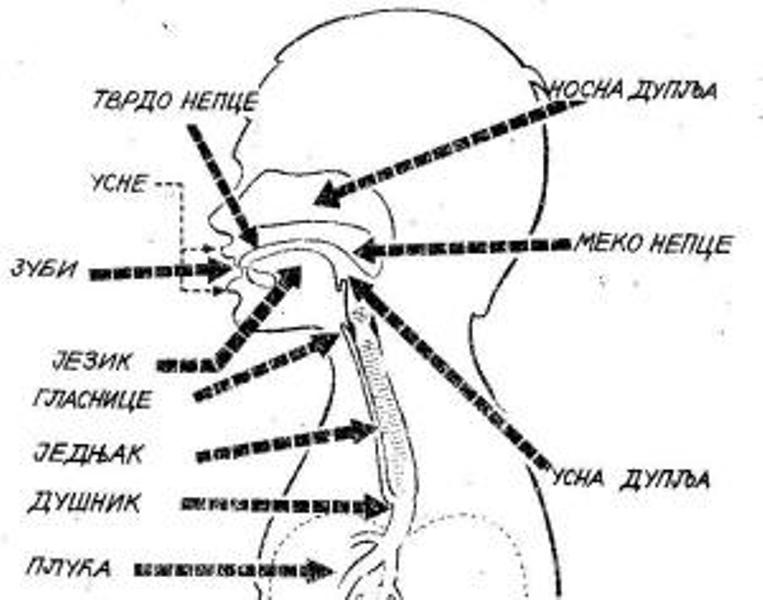 ТВРДО НЕПЦЕ
НОСНА ДУПЉА
УСНЕ
МЕКО НЕПЦЕ
ЗУБИ
ЈЕЗИК
ГЛАСНИЦЕ
ЈЕДЊАК
УСНА ДУПЉА
ДУШНИК
ПЛУЋА